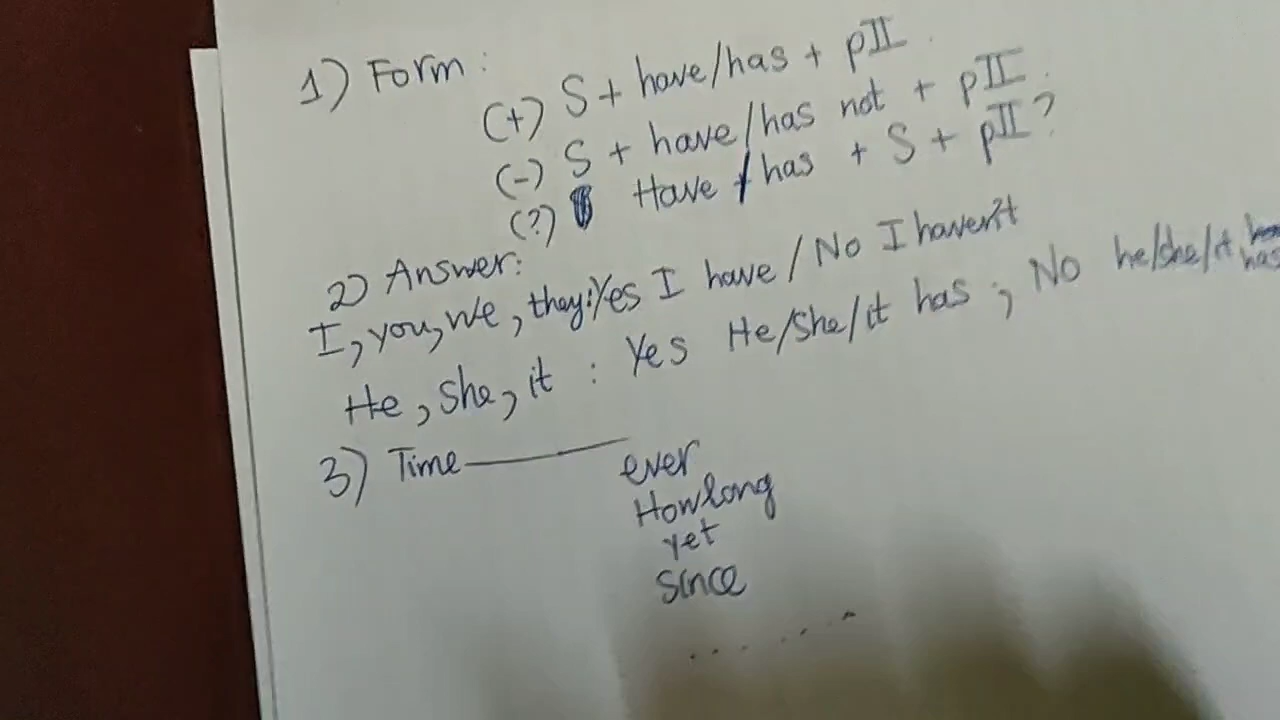 1) Form :
(+) S + have/has + pII .
(-) S + have/has not + pII .
(?) Have / has + S + pII ?
2) Answer:
I, you, we, they: Yes I have / No I haven't
He, She, it : Yes He/She/it has ; No he/she/it has
3) Time
ever
How long
yet
since
.......